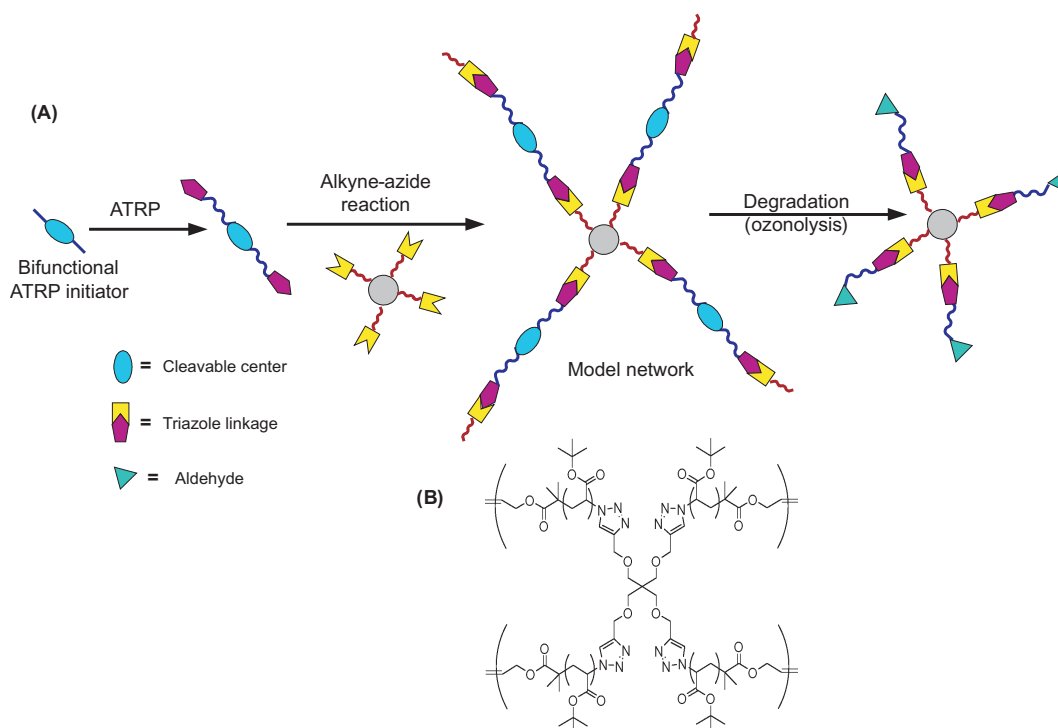 (A)
ATRP
Bifunctional
ATRP initiator
Alkyne-azide
reaction
Model network
Degradation
(ozonolysis)
= Cleavable center
= Triazole linkage
= Aldehyde
(B)
O O
O O
O O
O O
N N N
N N N
O O
O O
O O
N N N
N N N
O O
O O
O O